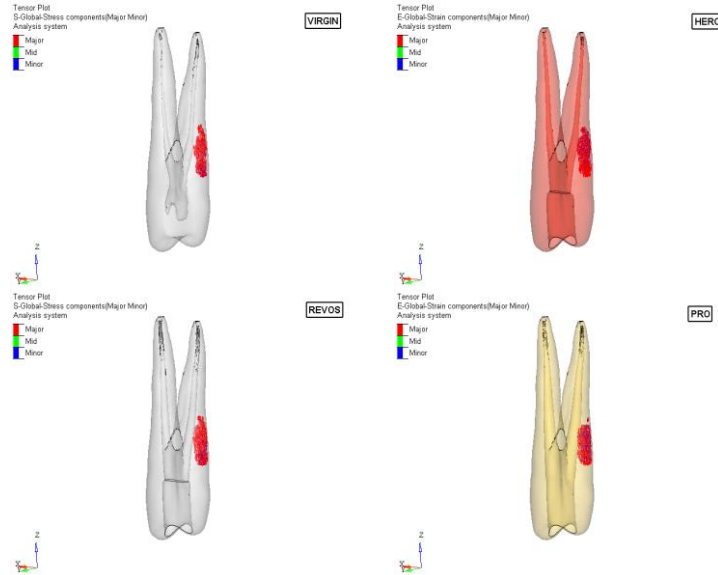 Tensor Plot
S-Global-Stress components(Major Minor)
Analysis system
Major
Mid
Minor
VIRGIN
Z
Y
X
Tensor Plot
E-Global-Strain components(Major Minor)
Analysis system
Major
Mid
Minor
HERO
Z
Y
X
Tensor Plot
S-Global-Stress components(Major Minor)
Analysis system
Major
Mid
Minor
REVOS
Z
Y
X
Tensor Plot
E-Global-Strain components(Major Minor)
Analysis system
Major
Mid
Minor
PRO
Z
Y
X